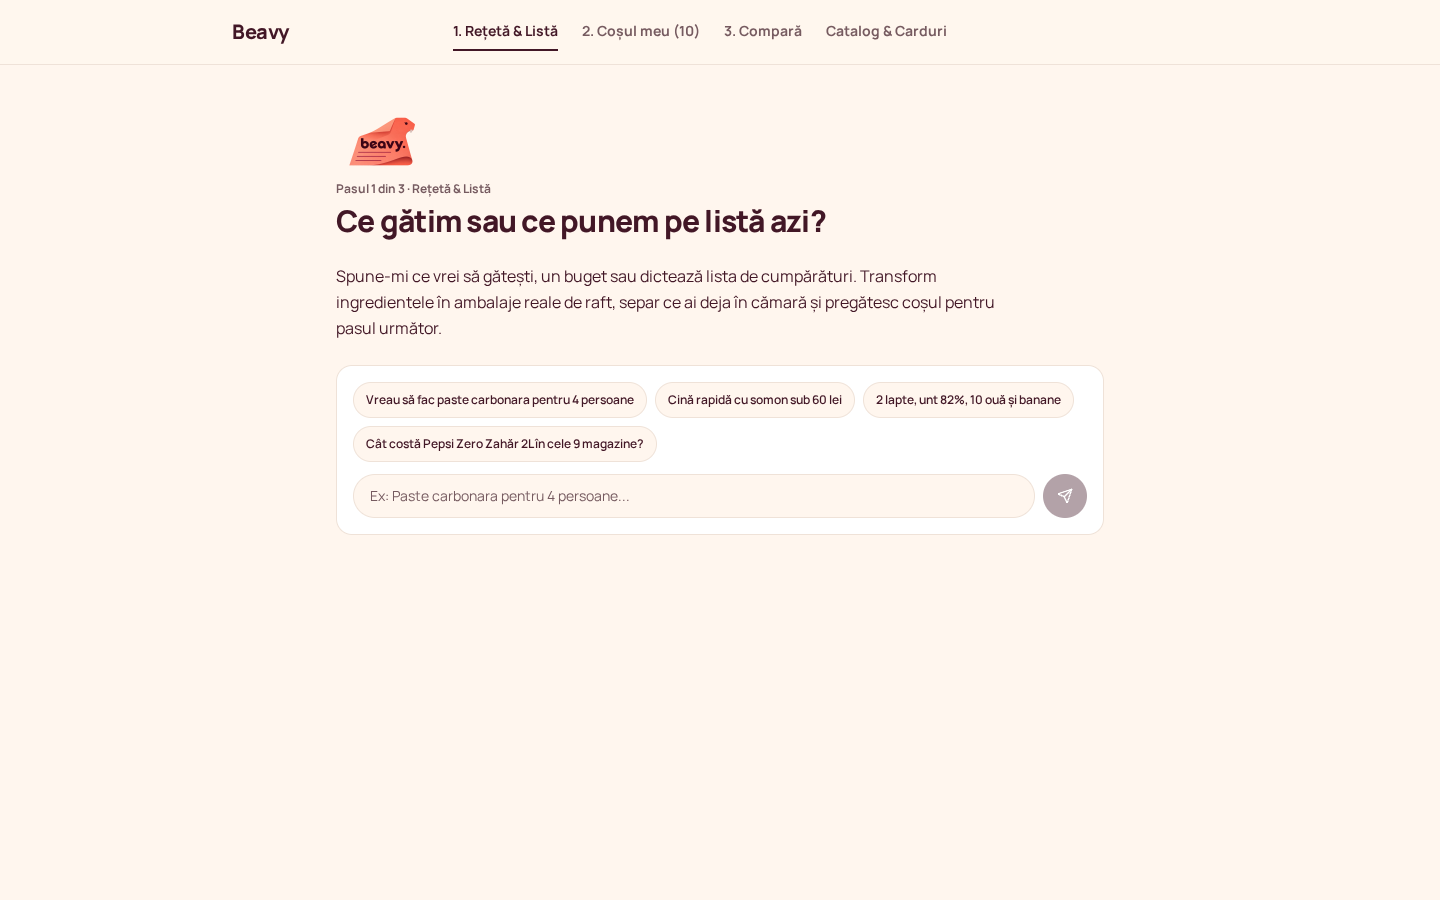 Beavy
1. Rețetă & Listă
2. Coșul meu (10)
3. Compară
Catalog & Carduri
beavy.
Pasul 1 din 3 · Rețetă & Listă
Ce gătim sau ce punem pe listă azi?
Spune-mi ce vrei să gătești, un buget sau dictează lista de cumpărături. Transform
ingredientele în ambalaje reale de raft, separ ce ai deja în cămară și pregătesc coșul pentru
pasul următor.
Vreau să fac paste carbonara pentru 4 persoane
Cină rapidă cu somon sub 60 lei
2 lapte, unt 82%, 10 ouă și banane
Cât costă Pepsi Zero Zahăr 2L în cele 9 magazine?
Ex: Paste carbonara pentru 4 persoane...